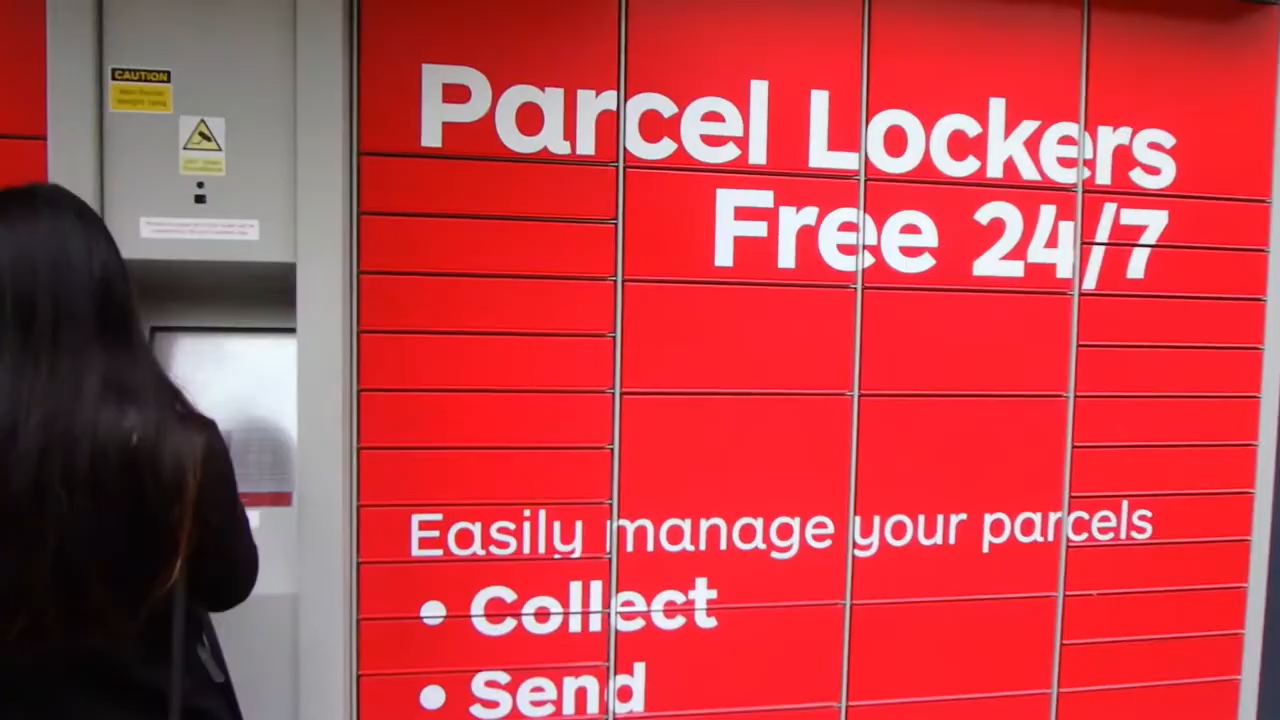 CAUTION
Parcel Lockers
Free 24/7
Easily manage your parcels
• Collect
• Send